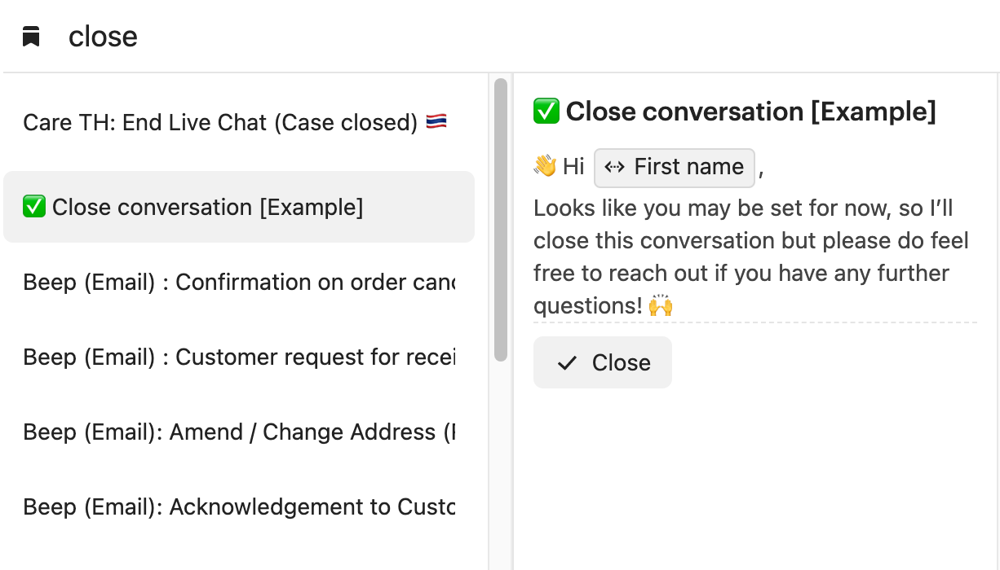 close
Care TH: End Live Chat (Case closed) 🇹🇭
✅ Close conversation [Example]
Beep (Email) : Confirmation on order canc
Beep (Email) : Customer request for recei
Beep (Email): Amend / Change Address (
Beep (Email): Acknowledgement to Custo
✅ Close conversation [Example]
👋 Hi First name ,
Looks like you may be set for now, so I’ll
close this conversation but please do feel
free to reach out if you have any further
questions! 🙌
Close